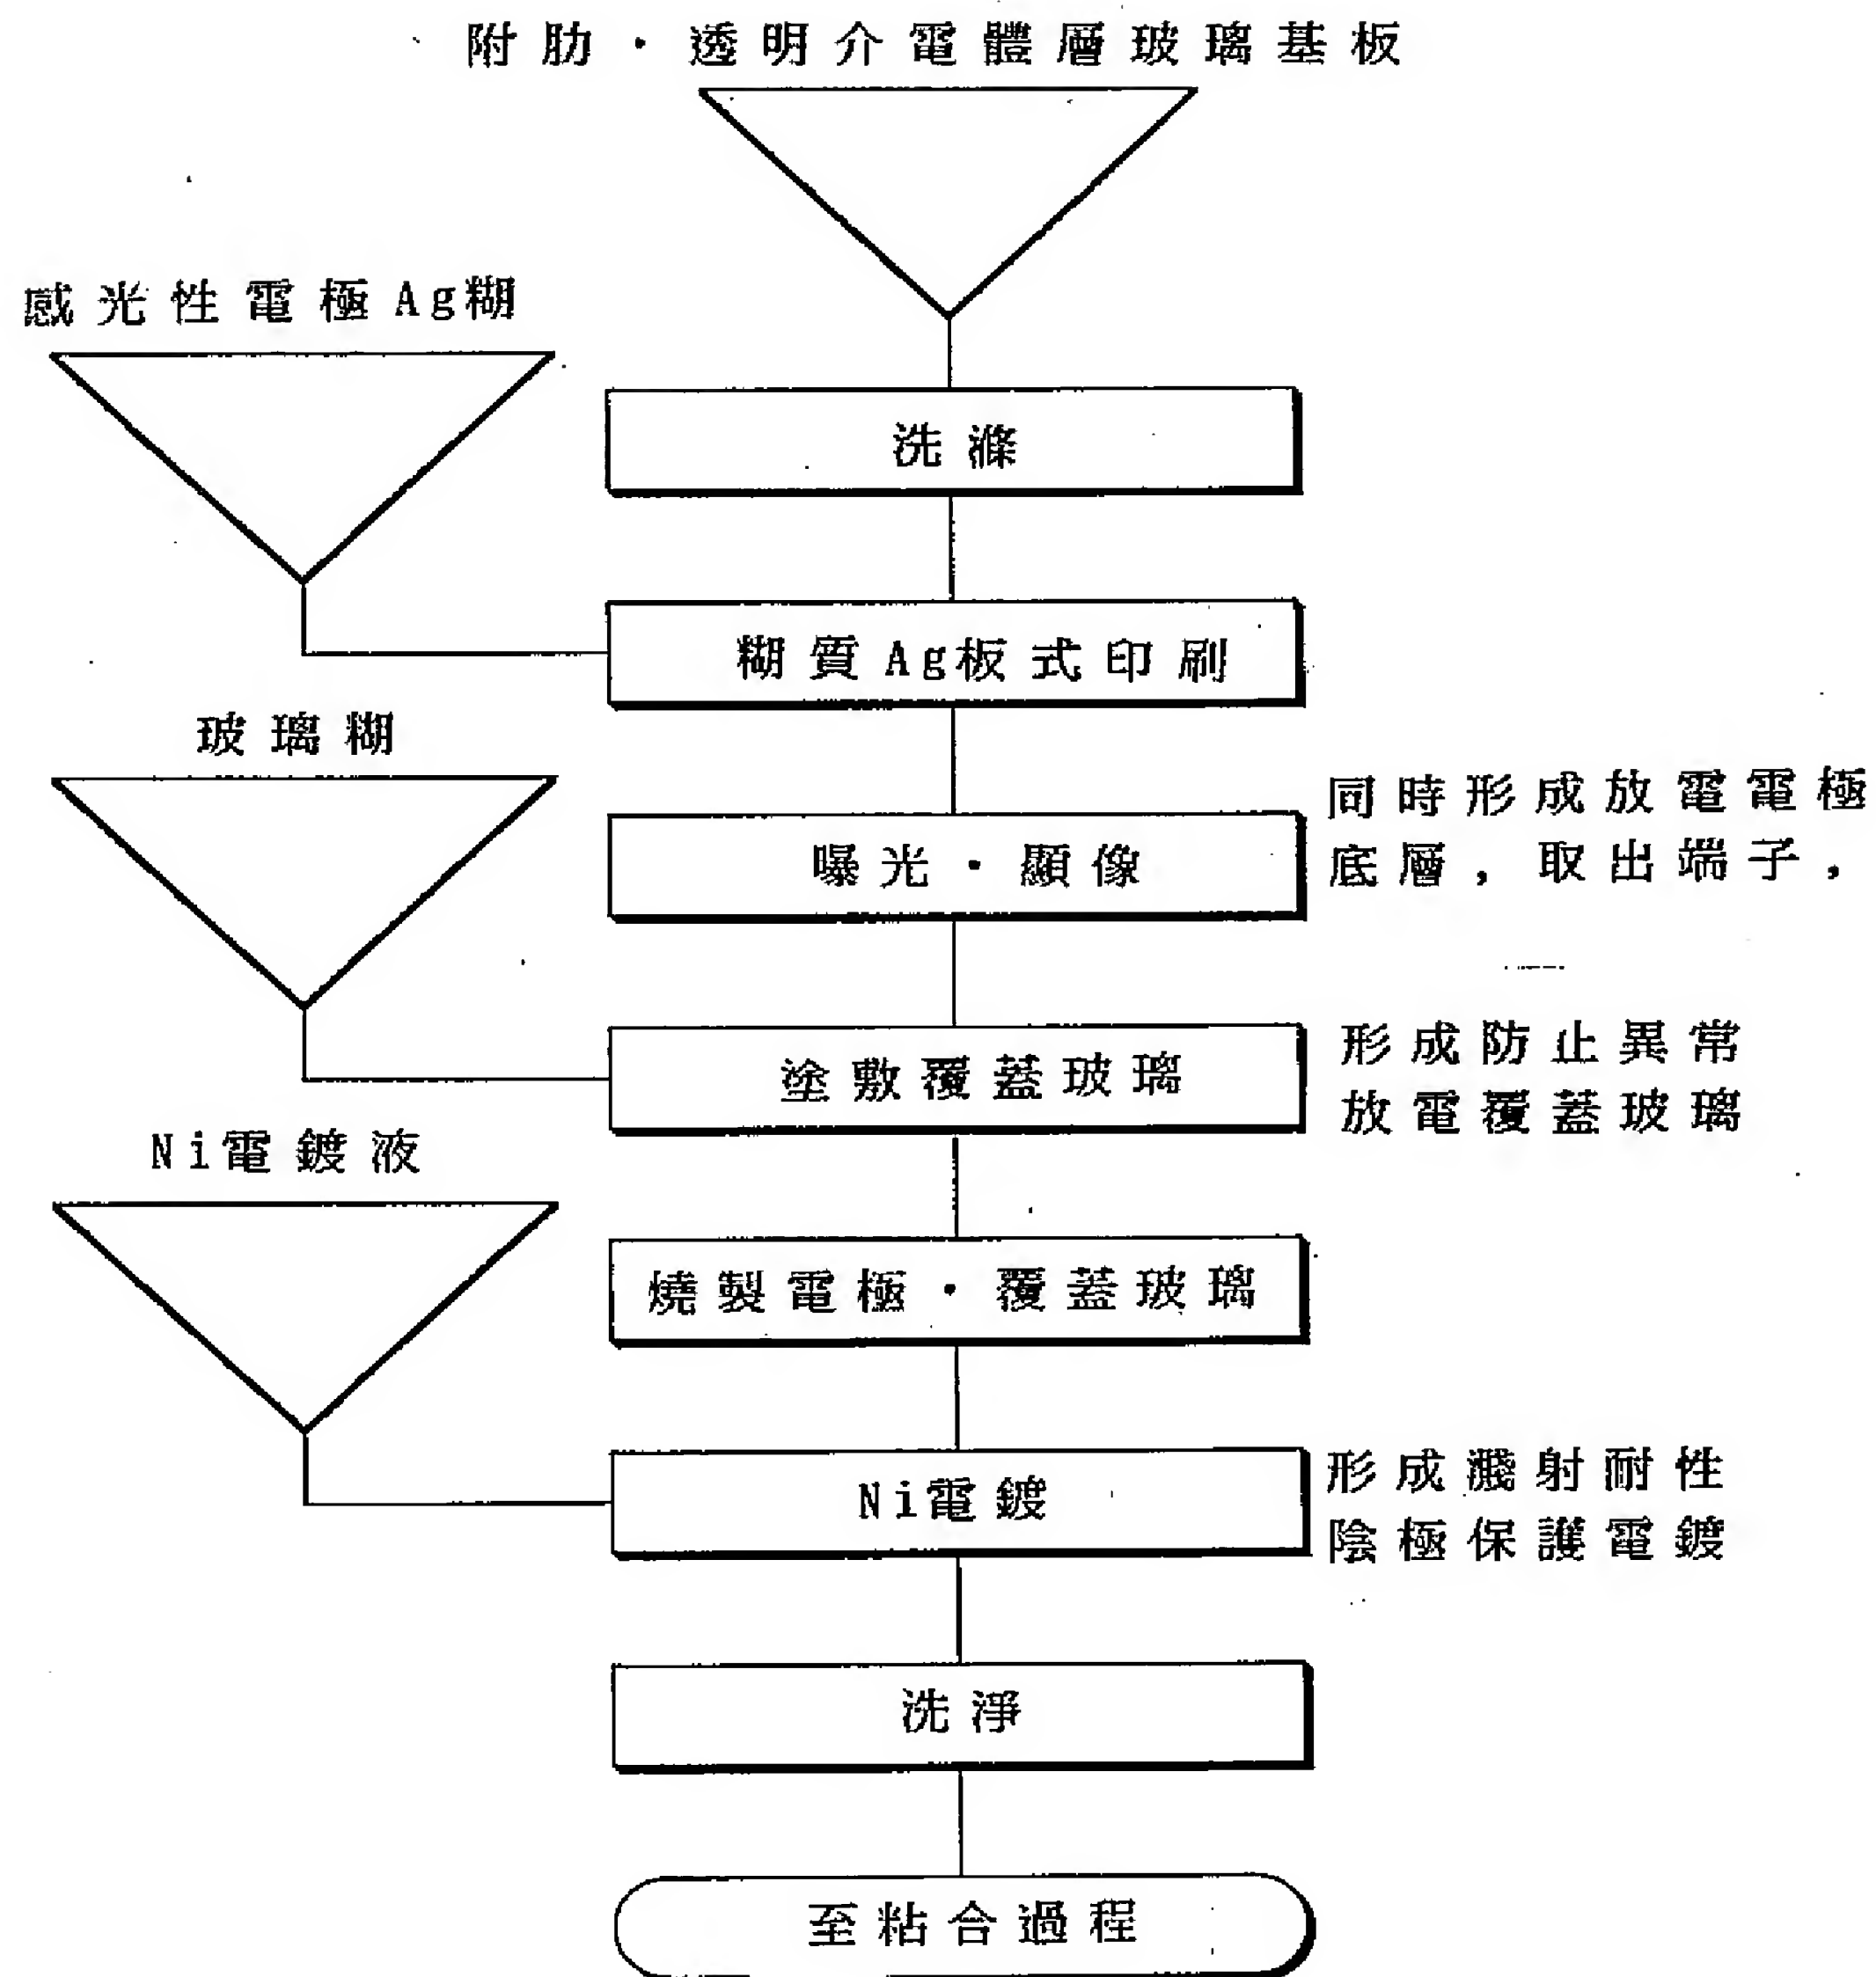 附肋・透明介電體層玻璃基板
感光性電極Ag糊
洗滌
糊質Ag板式印刷
玻璃糊
曝光・顯像
同時形成放電電極
底層，取出端子，
塗敷覆蓋玻璃
形成防止異常
放電覆蓋玻璃
Ni電鍍液
燒製電極・覆蓋玻璃
Ni電鍍
形成濺射耐性
陰極保護電鍍
洗淨
至粘合過程